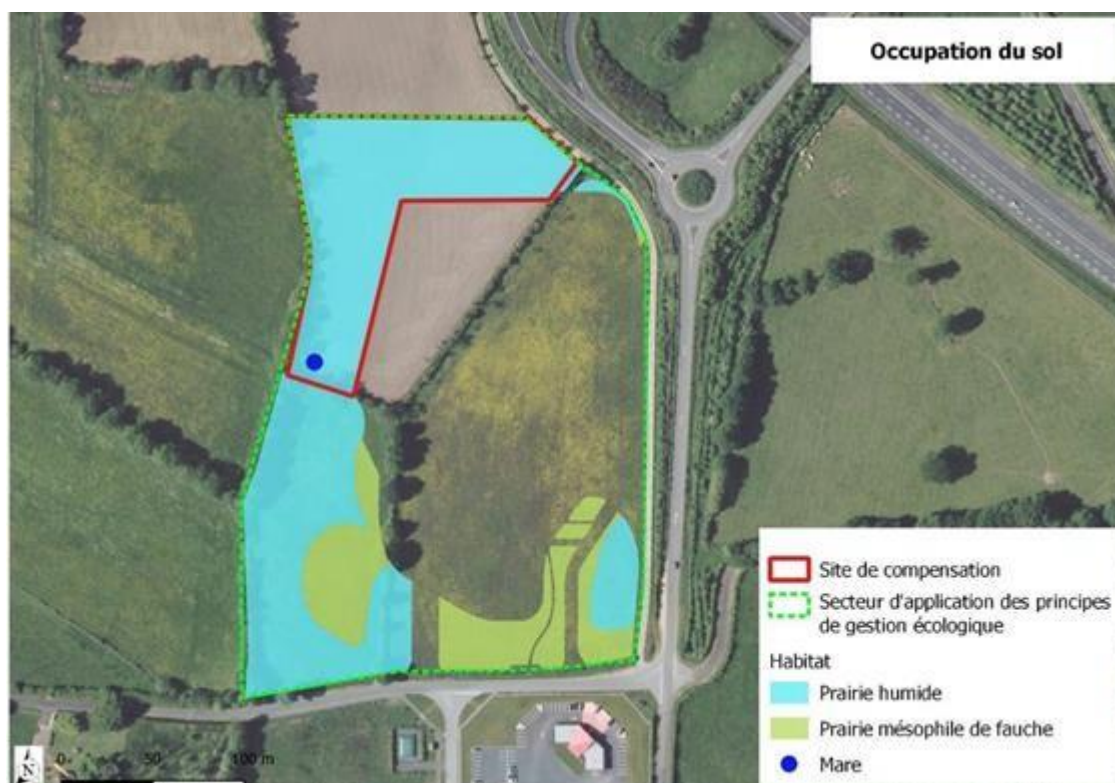 Occupation du sol
Site de compensation
Secteur d'application des principes
de gestion écologique
Habitat
Prairie humide
Prairie mésophile de fauche
Mare
N
0 50 100 m